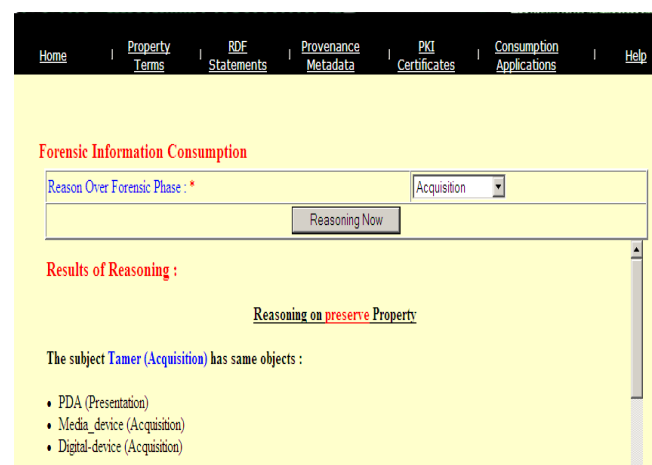 Home | Property Terms | RDF Statements | Provenance Metadata | PKI Certificates | Consumption Applications | Help
Forensic Information Consumption
Reason Over Forensic Phase : * Acquisition
Reasoning Now
Results of Reasoning :
Reasoning on preserve Property
The subject Tamer (Acquisition) has same objects :
• PDA (Presentation)
• Media_device (Acquisition)
• Digital-device (Acquisition)